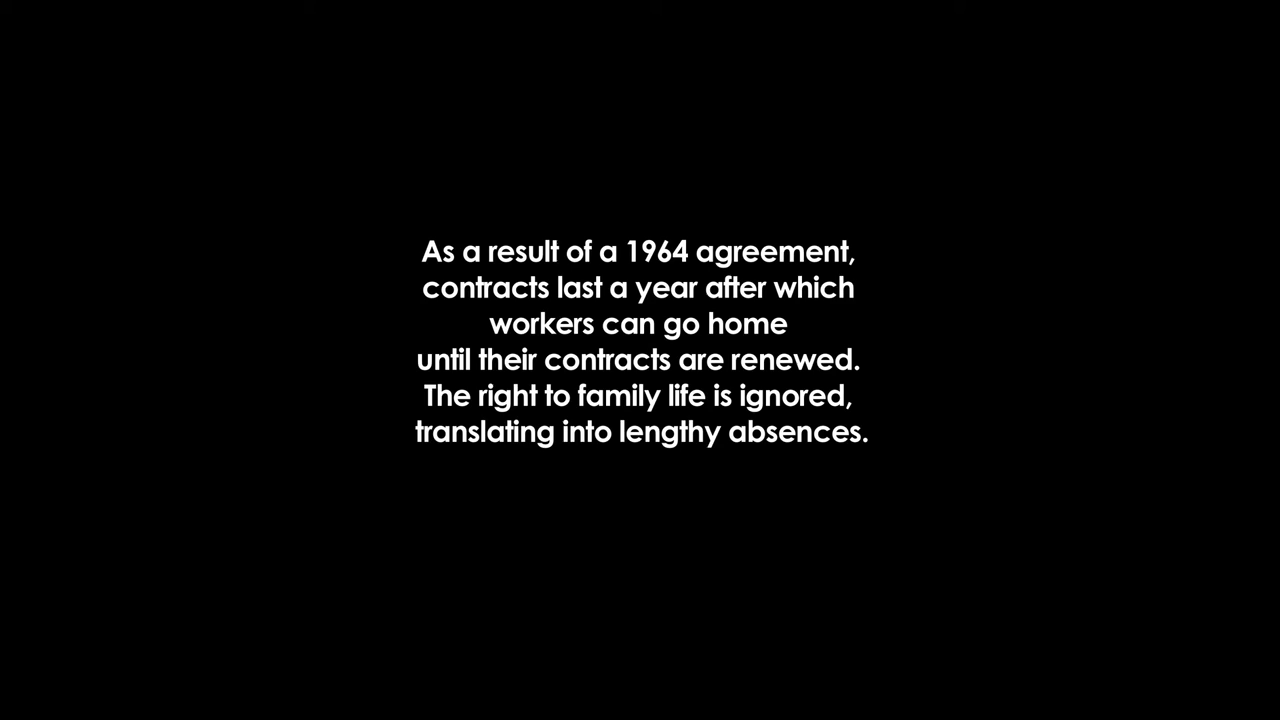 As a result of a 1964 agreement,
contracts last a year after which
workers can go home
until their contracts are renewed.
The right to family life is ignored,
translating into lengthy absences.